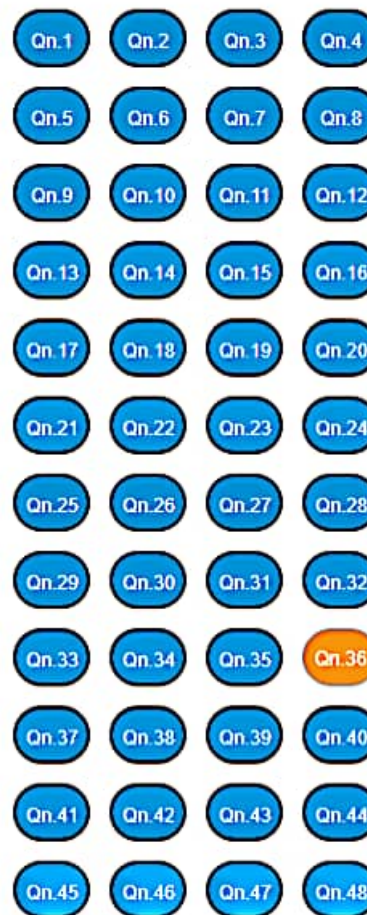 Qn.1 Qn.2 Qn.3 Qn.4
Qn.5 Qn.6 Qn.7 Qn.8
Qn.9 Qn.10 Qn.11 Qn.12
Qn.13 Qn.14 Qn.15 Qn.16
Qn.17 Qn.18 Qn.19 Qn.20
Qn.21 Qn.22 Qn.23 Qn.24
Qn.25 Qn.26 Qn.27 Qn.28
Qn.29 Qn.30 Qn.31 Qn.32
Qn.33 Qn.34 Qn.35 Qn.36
Qn.37 Qn.38 Qn.39 Qn.40
Qn.41 Qn.42 Qn.43 Qn.44
Qn.45 Qn.46 Qn.47 Qn.48